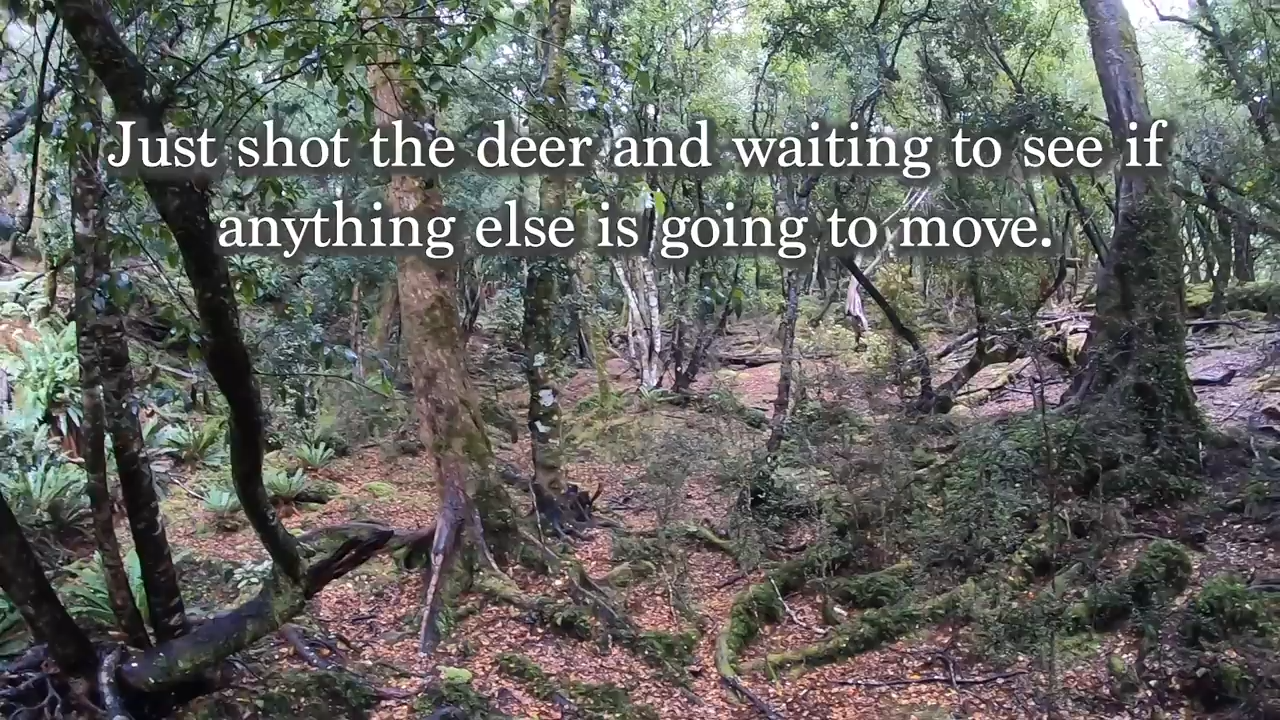 Just shot the deer and waiting to see if
anything else is going to move.